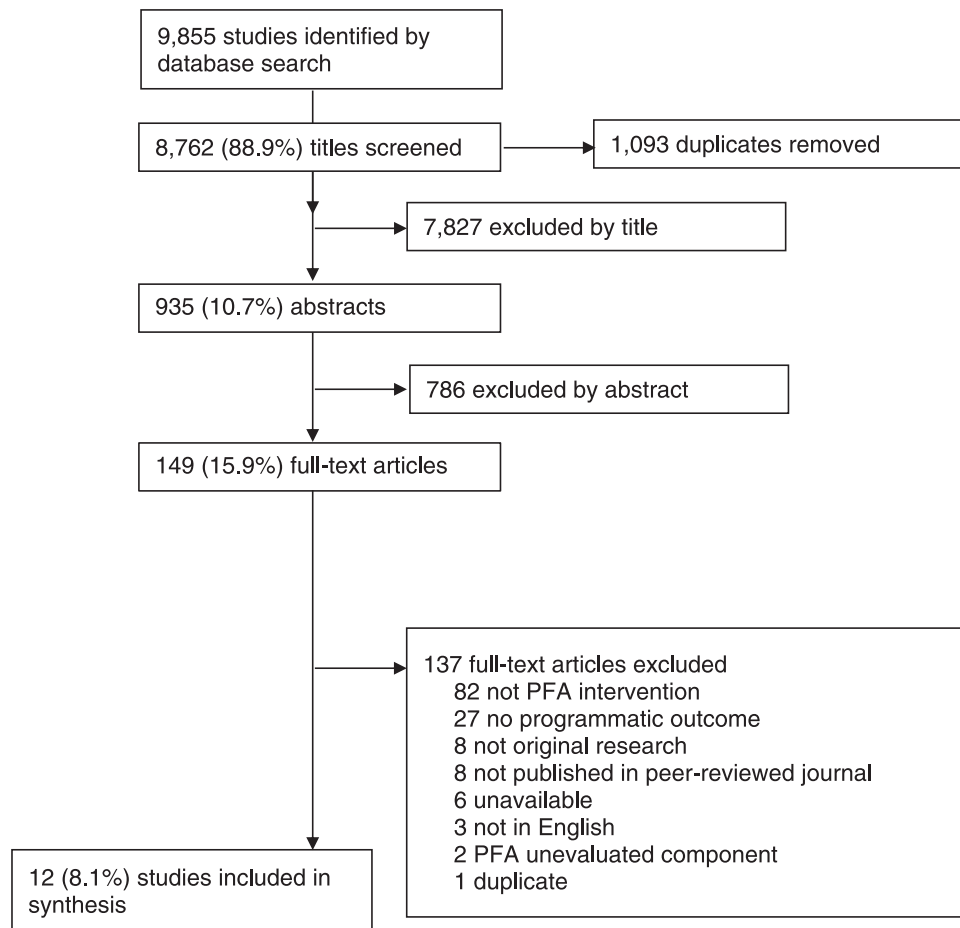 9,855 studies identified by
database search
8,762 (88.9%) titles screened
1,093 duplicates removed
7,827 excluded by title
935 (10.7%) abstracts
786 excluded by abstract
149 (15.9%) full-text articles
137 full-text articles excluded
82 not PFA intervention
27 no programmatic outcome
8 not original research
8 not published in peer-reviewed journal
6 unavailable
3 not in English
2 PFA unevaluated component
1 duplicate
12 (8.1%) studies included in
synthesis